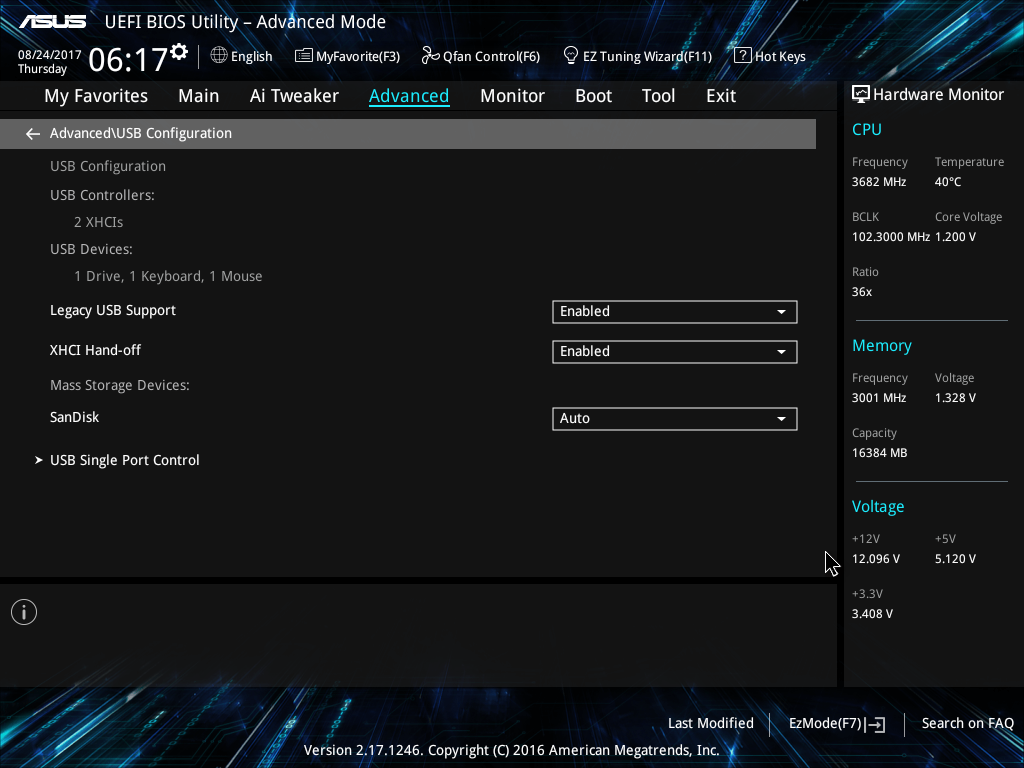 ASUS UEFI BIOS Utility – Advanced Mode
08/24/2017
Thursday
06:17
English MyFavorite(F3) Qfan Control(F6) EZ Tuning Wizard(F11) ? Hot Keys
My Favorites Main Ai Tweaker Advanced Monitor Boot Tool Exit
Advanced\USB Configuration
USB Configuration
USB Controllers:
2 XHCIs
USB Devices:
1 Drive, 1 Keyboard, 1 Mouse
Legacy USB Support Enabled
XHCI Hand-off Enabled
Mass Storage Devices:
SanDisk Auto
USB Single Port Control
Hardware Monitor
CPU
Frequency Temperature
3682 MHz 40°C
BCLK Core Voltage
102.3000 MHz 1.200 V
Ratio
36x
Memory
Frequency Voltage
3001 MHz 1.328 V
Capacity
16384 MB
Voltage
+12V +5V
12.096 V 5.120 V
+3.3V
3.408 V
Last Modified EzMode(F7) Search on FAQ
Version 2.17.1246. Copyright (C) 2016 American Megatrends, Inc.